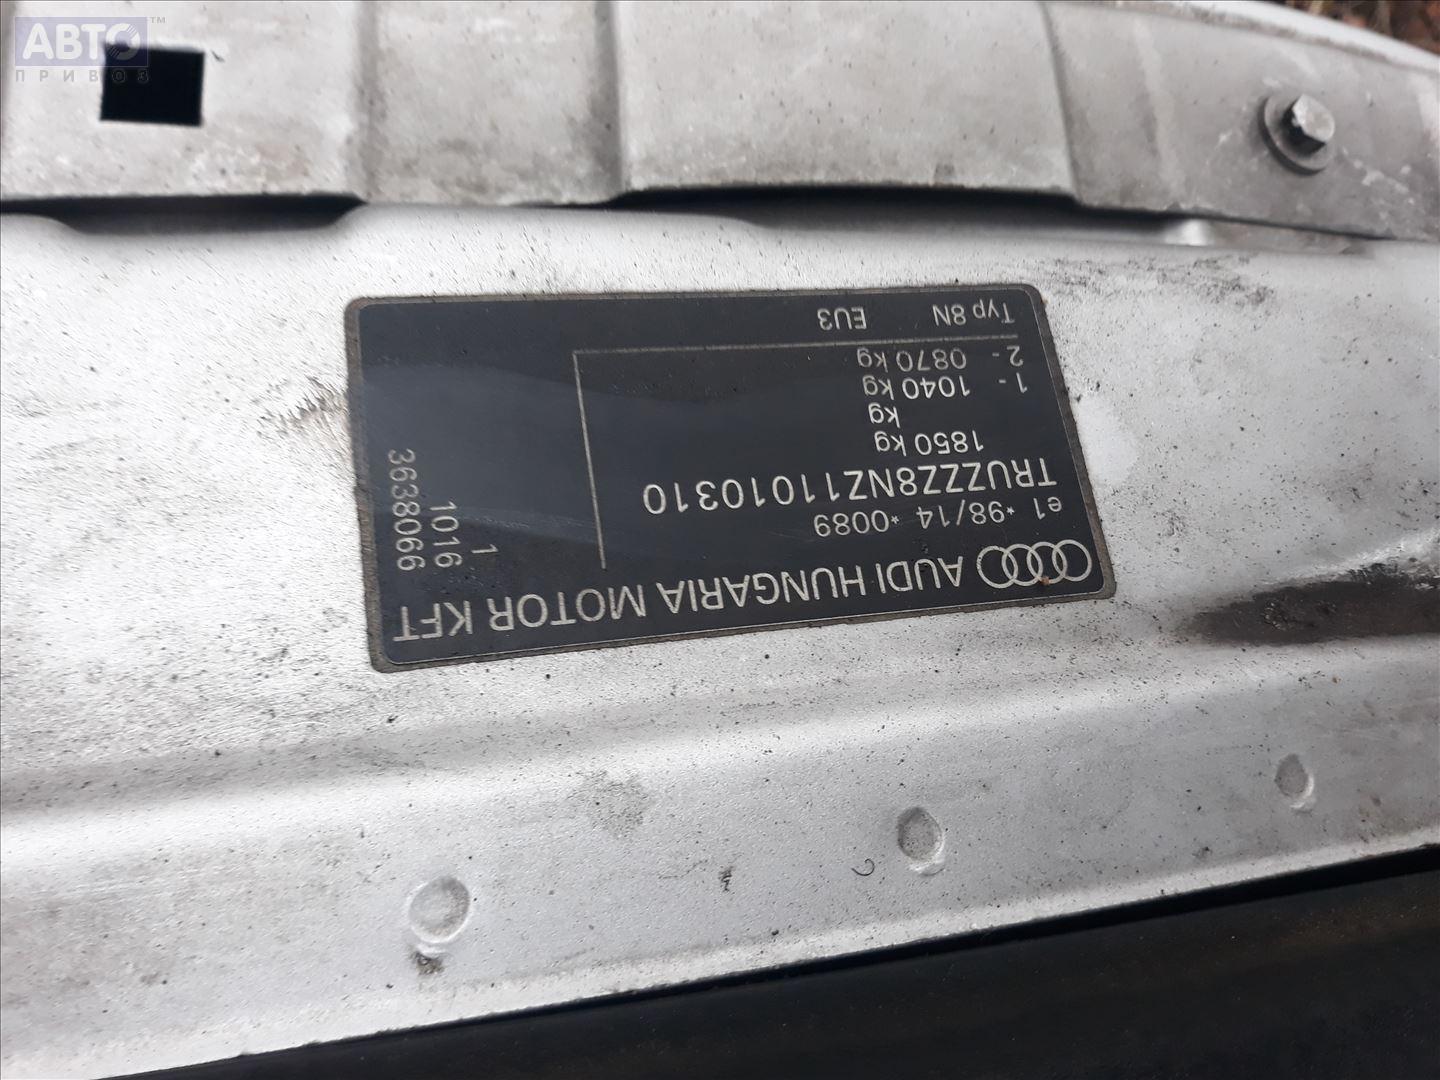 АВТО™
ПРИВОЗ
AUDI HUNGARIA MOTOR KFT
e1 *98/14 *0089
TRUZZZ8NZ11010310
1850 kg
kg
1 - 1040 kg
2 - 0870 kg
Typ 8N EU3
1
1016
3638066